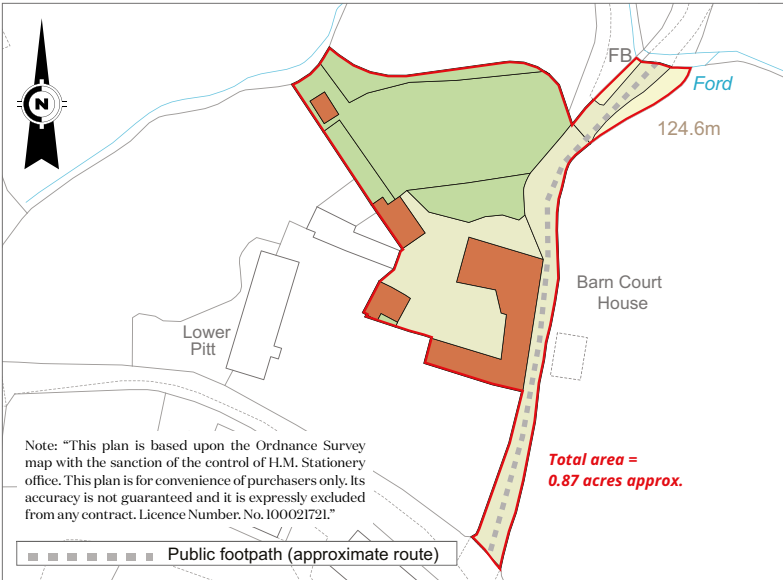 N
FB
Ford
124.6m
Barn Court
House
Lower
Pitt
Note: “This plan is based upon the Ordnance Survey
map with the sanction of the control of H.M. Stationery
office. This plan is for convenience of purchasers only. Its
accuracy is not guaranteed and it is expressly excluded
from any contract. Licence Number. No. 100021721.”
Total area =
0.87 acres approx.
Public footpath (approximate route)